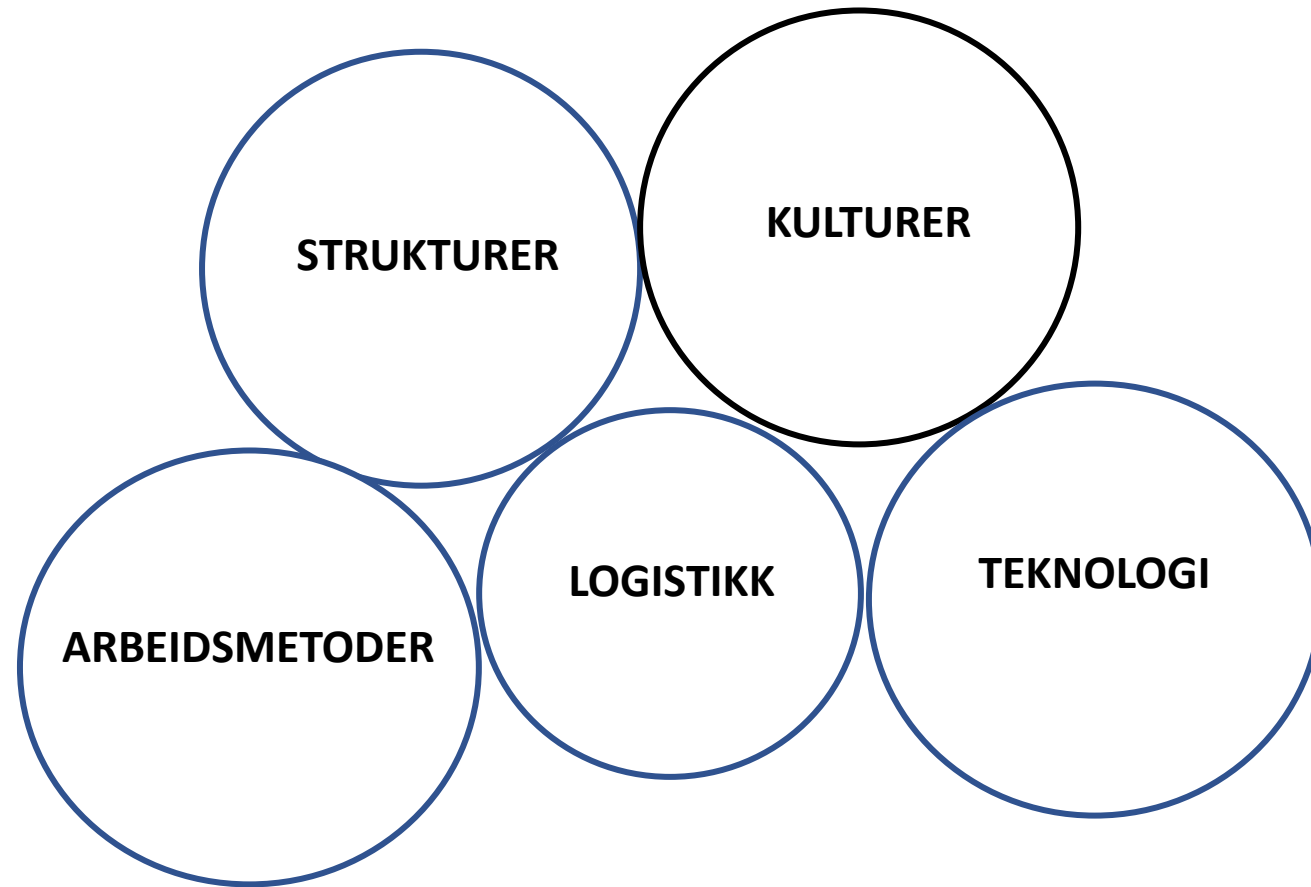 STRUKTURER
KULTURER
ARBEIDSMETODER
LOGISTIKK
TEKNOLOGI